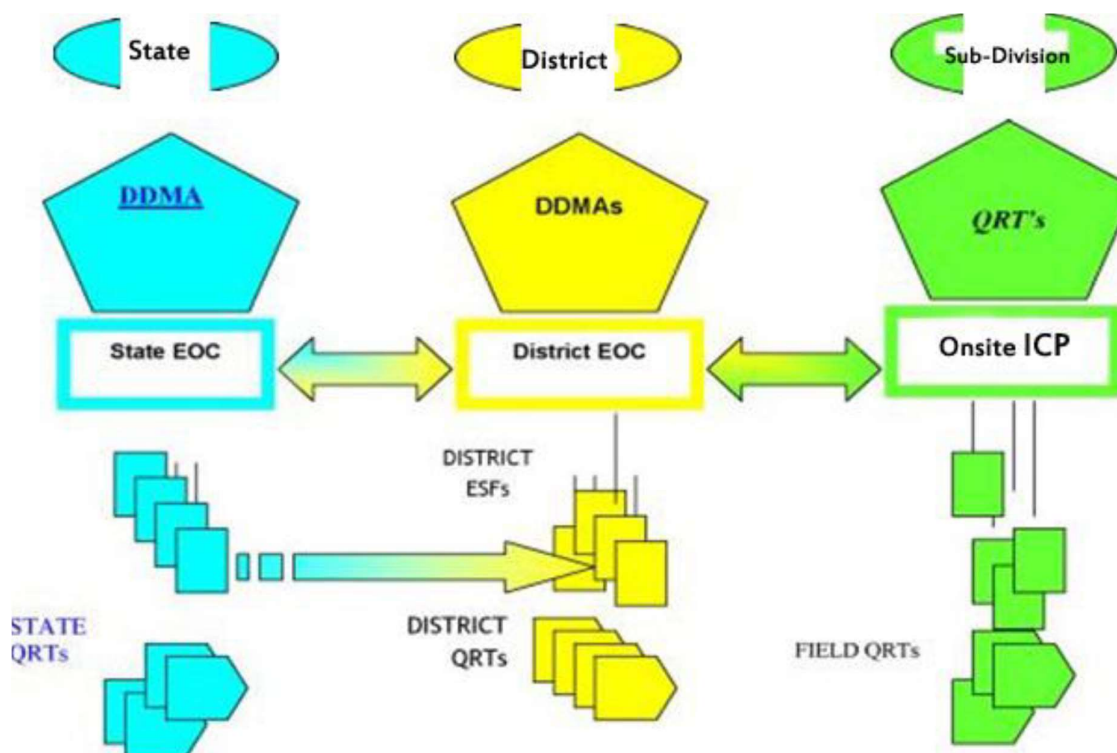 State
District
Sub-Division
DDMA
DDMAs
QRT's
State EOC
District EOC
Onsite ICP
DISTRICT
ESFs
STATE
QRTs
DISTRICT
QRTs
FIELD QRTs